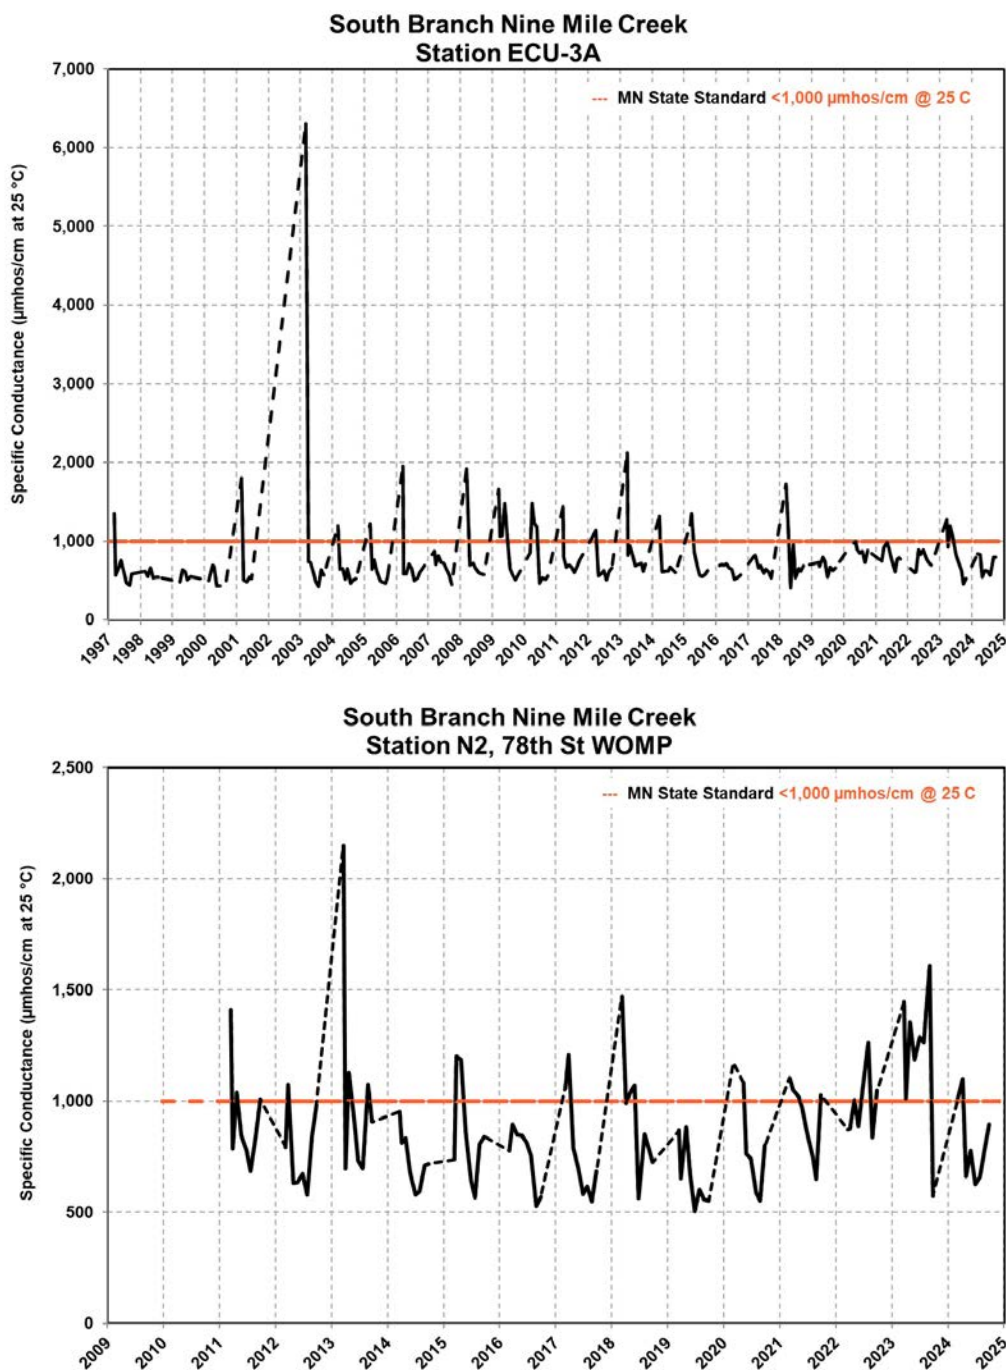 South Branch Nine Mile Creek
Station ECU-3A
7,000
--- MN State Standard <1,000 µmhos/cm @ 25 C
6,000
5,000
4,000
3,000
2,000
1,000
0
Specific Conductance (µmhos/cm at 25 °C)
1997 1998 1999 2000 2001 2002 2003 2004 2005 2006 2007 2008 2009 2010 2011 2012 2013 2014 2015 2016 2017 2018 2019 2020 2021 2022 2023 2024 2025
South Branch Nine Mile Creek
Station N2, 78th St WOMP
2,500
--- MN State Standard <1,000 µmhos/cm @ 25 C
2,000
1,500
1,000
500
0
Specific Conductance (µmhos/cm at 25 °C)
2009 2010 2011 2012 2013 2014 2015 2016 2017 2018 2019 2020 2021 2022 2023 2024 2025